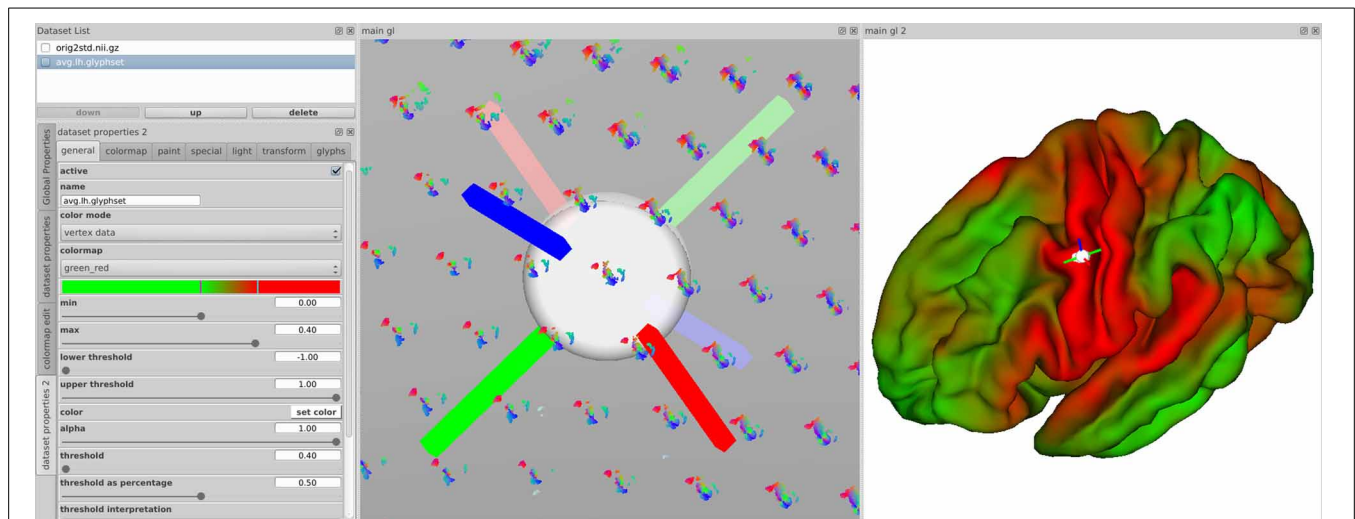 Dataset List
orig2std.nii.gz
avg.lh.glyphset
down up delete
Global Properties
dataset properties
colormap edit
dataset properties 2
dataset properties 2
general colormap paint special light transform glyphs
active
name
avg.lh.glyphset
color mode
vertex data
colormap
green_red
min 0.00
max 0.40
lower threshold -1.00
upper threshold 1.00
color set color
alpha 1.00
threshold 0.40
threshold as percentage 0.50
threshold interpretation
main gl
main gl 2